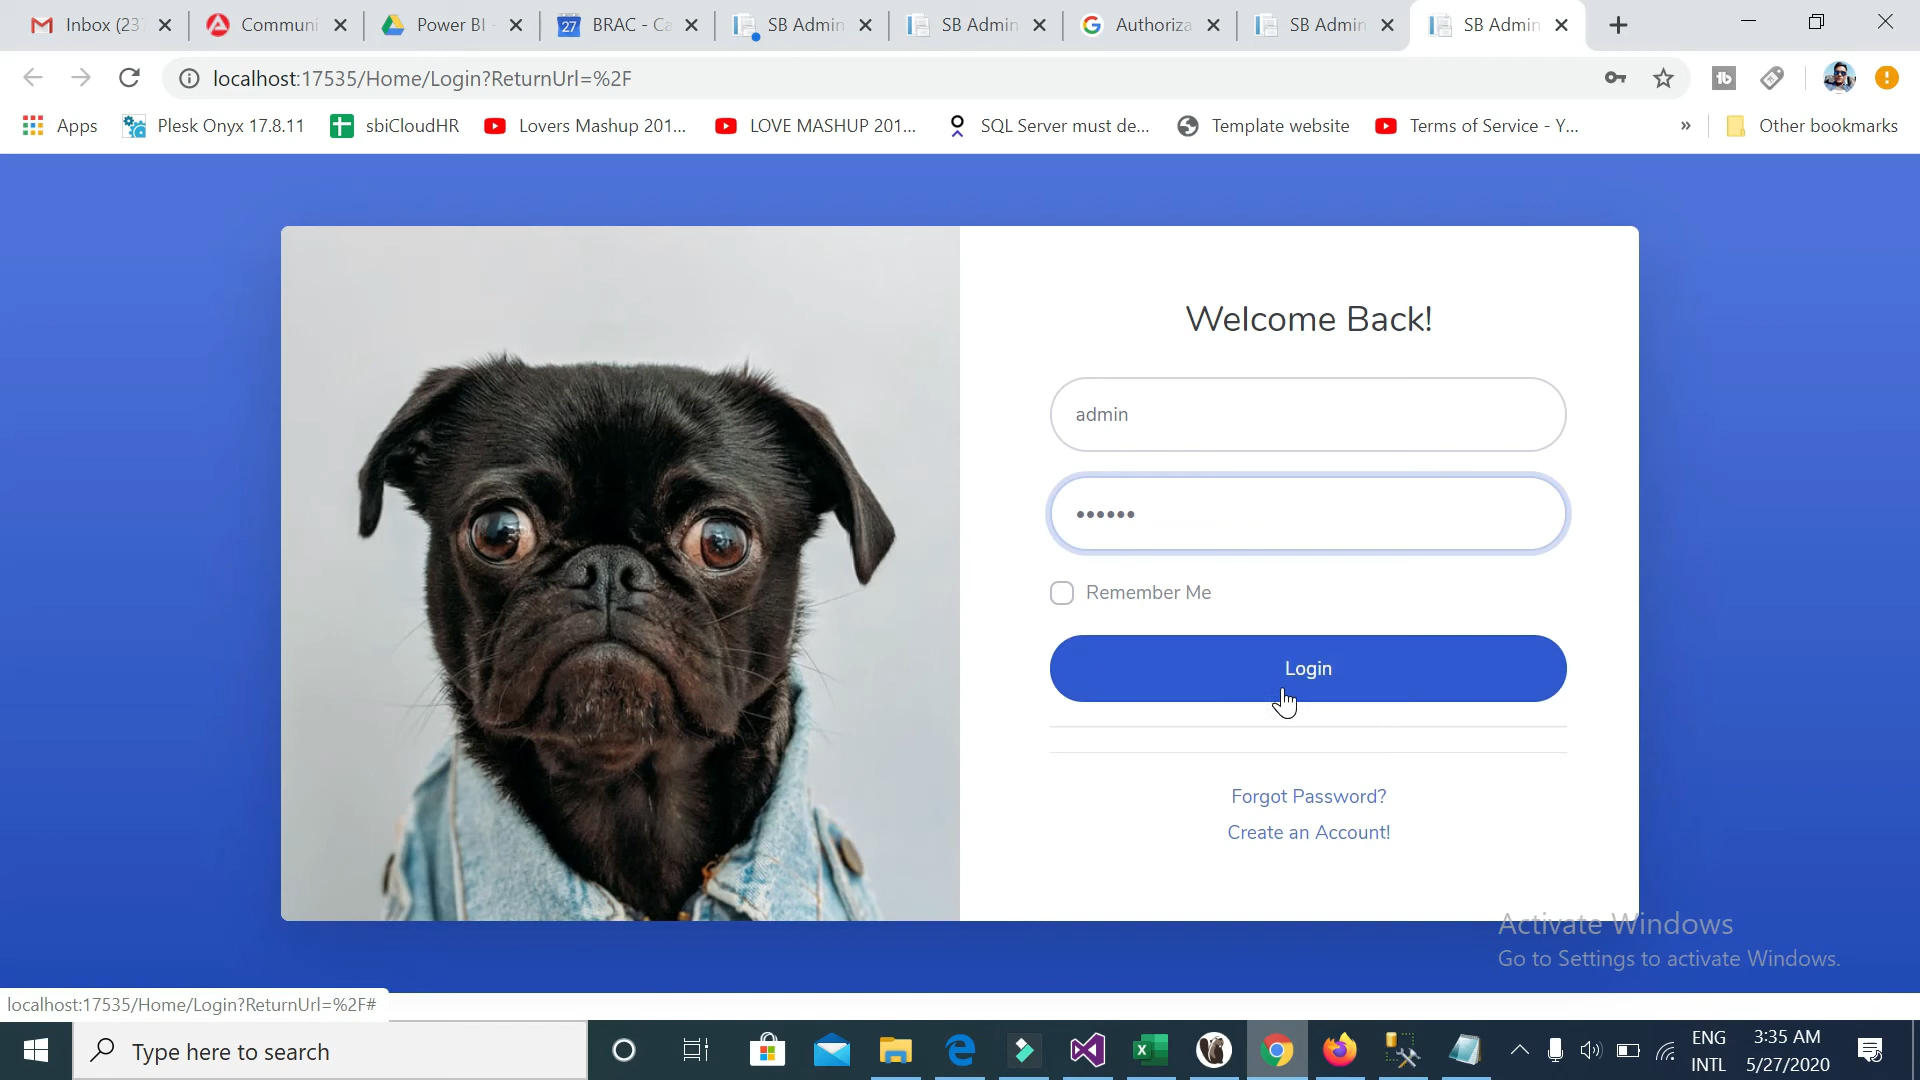 Inbox (23
Communi
Power BI -
BRAC - Ca
SB Admin
SB Admin
Authoriza
SB Admin
SB Admin
localhost:17535/Home/Login?ReturnUrl=%2F
Apps
Plesk Onyx 17.8.11
sbiCloudHR
Lovers Mashup 201...
LOVE MASHUP 201...
SQL Server must de...
Template website
Terms of Service - Y...
»
Other bookmarks
Welcome Back!
admin
••••••
Remember Me
Login
Forgot Password?
Create an Account!
Activate Windows
Go to Settings to activate Windows.
localhost:17535/Home/Login?ReturnUrl=%2F#
Type here to search
ENG
INTL
3:35 AM
5/27/2020